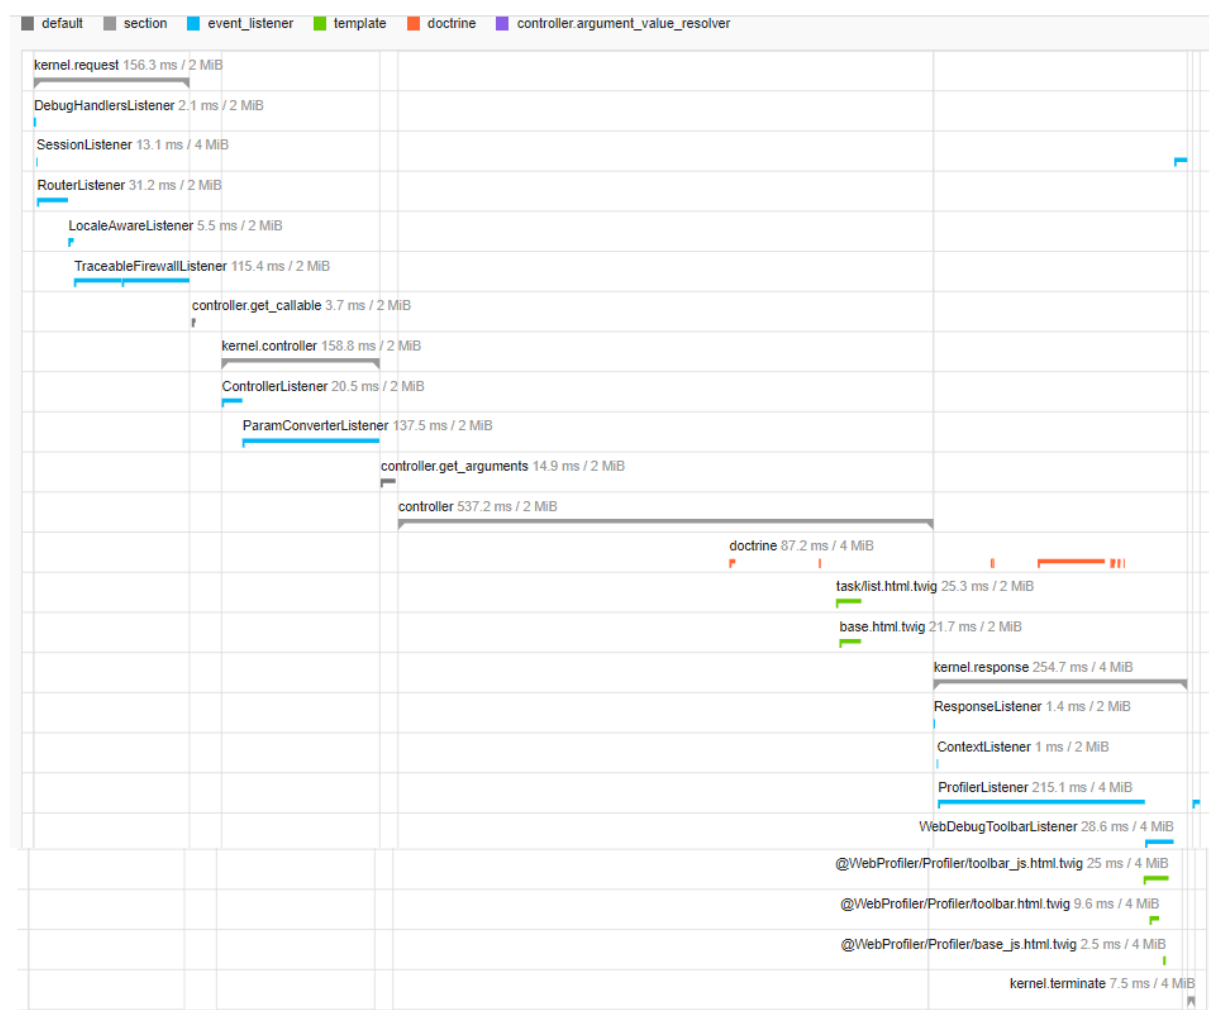 default section event_listener template doctrine controller.argument_value_resolver
kernel.request 156.3 ms / 2 MiB
DebugHandlersListener 2.1 ms / 2 MiB
SessionListener 13.1 ms / 4 MiB
RouterListener 31.2 ms / 2 MiB
LocaleAwareListener 5.5 ms / 2 MiB
TraceableFirewallListener 115.4 ms / 2 MiB
controller.get_callable 3.7 ms / 2 MiB
kernel.controller 158.8 ms / 2 MiB
ControllerListener 20.5 ms / 2 MiB
ParamConverterListener 137.5 ms / 2 MiB
controller.get_arguments 14.9 ms / 2 MiB
controller 537.2 ms / 2 MiB
doctrine 87.2 ms / 4 MiB
task/list.html.twig 25.3 ms / 2 MiB
base.html.twig 21.7 ms / 2 MiB
kernel.response 254.7 ms / 4 MiB
ResponseListener 1.4 ms / 2 MiB
ContextListener 1 ms / 2 MiB
ProfilerListener 215.1 ms / 4 MiB
WebDebugToolbarListener 28.6 ms / 4 MiB
@WebProfiler/Profiler/toolbar_js.html.twig 25 ms / 4 MiB
@WebProfiler/Profiler/toolbar.html.twig 9.6 ms / 4 MiB
@WebProfiler/Profiler/base_js.html.twig 2.5 ms / 4 MiB
kernel.terminate 7.5 ms / 4 MiB